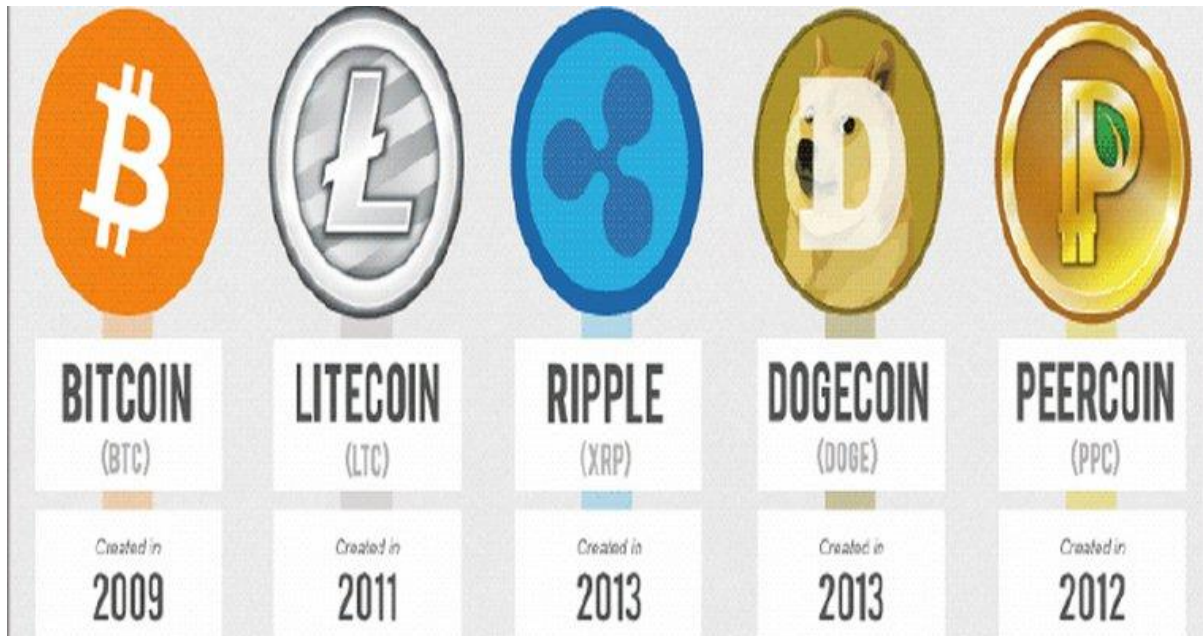 BITCOIN
(BTC)
Created in
2009
LITECOIN
(LTC)
Created in
2011
RIPPLE
(XRP)
Created in
2013
DOGECOIN
(DOGE)
Created in
2013
PEERCOIN
(PPC)
Created in
2012